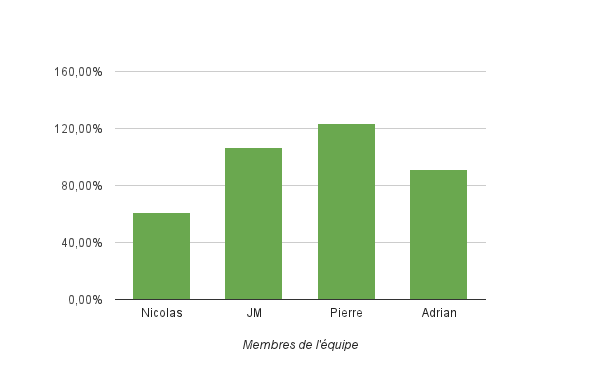 160,00%
120,00%
80,00%
40,00%
0,00%
Nicolas JM Pierre Adrian
Membres de l'équipe